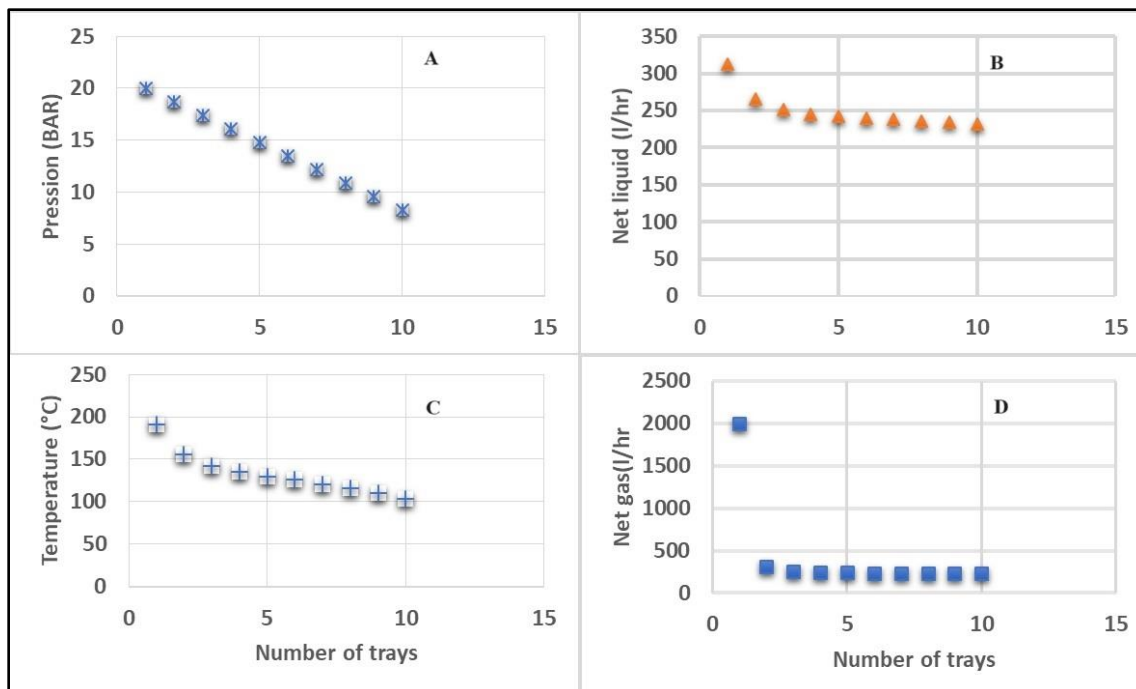 Pression (BAR)
25
20
15
10
5
0
0 5 10 15
A
Net liquid (l/hr)
350
300
250
200
150
100
50
0
0 5 10 15
B
Temperature (°C)
250
200
150
100
50
0
0 5 10 15
Number of trays
C
Net gas(l/hr
2500
2000
1500
1000
500
0
0 5 10 15
Number of trays
D